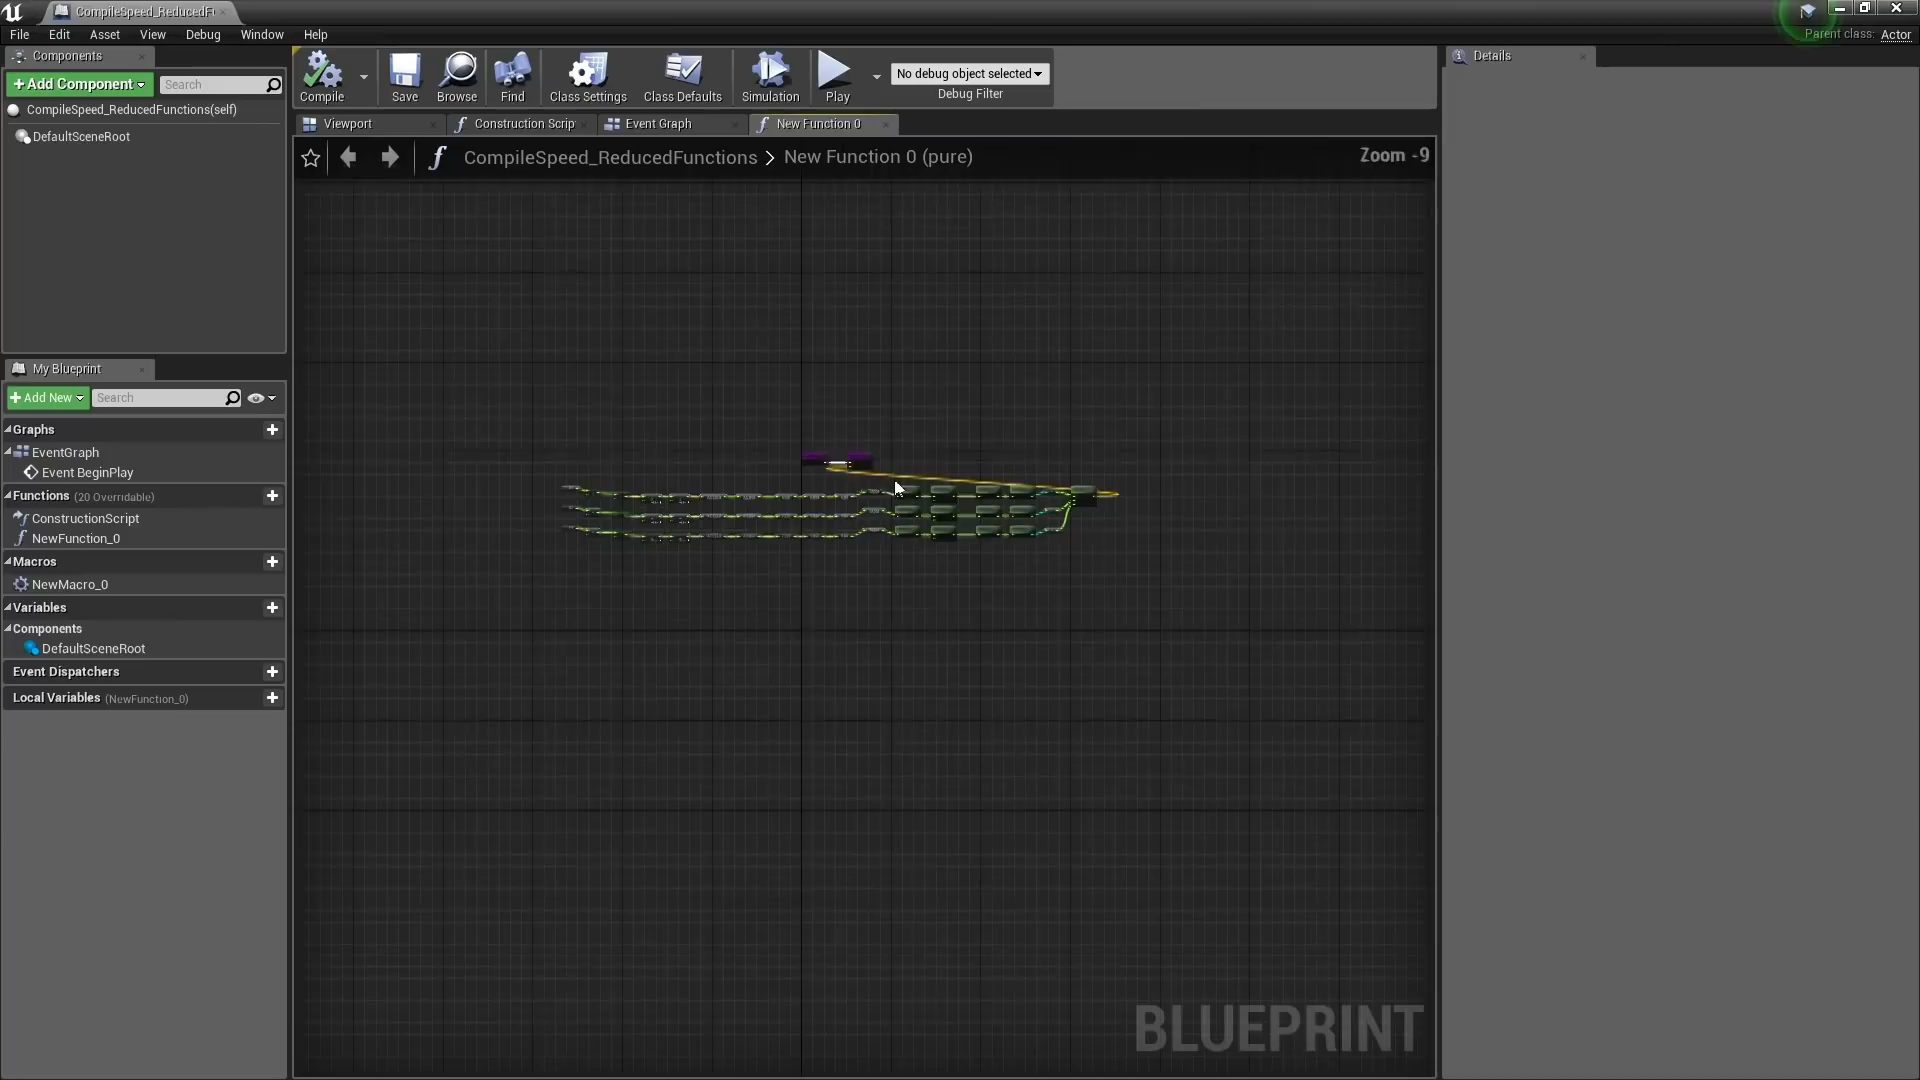 CompileSpeed_ReducedF
File Edit Asset View Debug Window Help
Parent class: Actor
Components
+ Add Component
Search
CompileSpeed_ReducedFunctions(self)
DefaultSceneRoot
Compile
Save
Browse
Find
Class Settings
Class Defaults
Simulation
Play
No debug object selected
Debug Filter
Details
Viewport
Construction Scrip
Event Graph
New Function 0
CompileSpeed_ReducedFunctions > New Function 0 (pure)
Zoom -9
My Blueprint
+ Add New
Search
Graphs
EventGraph
Event BeginPlay
Functions (20 Overridable)
ConstructionScript
NewFunction_0
Macros
NewMacro_0
Variables
Components
DefaultSceneRoot
Event Dispatchers
Local Variables (NewFunction_0)
BLUEPRINT